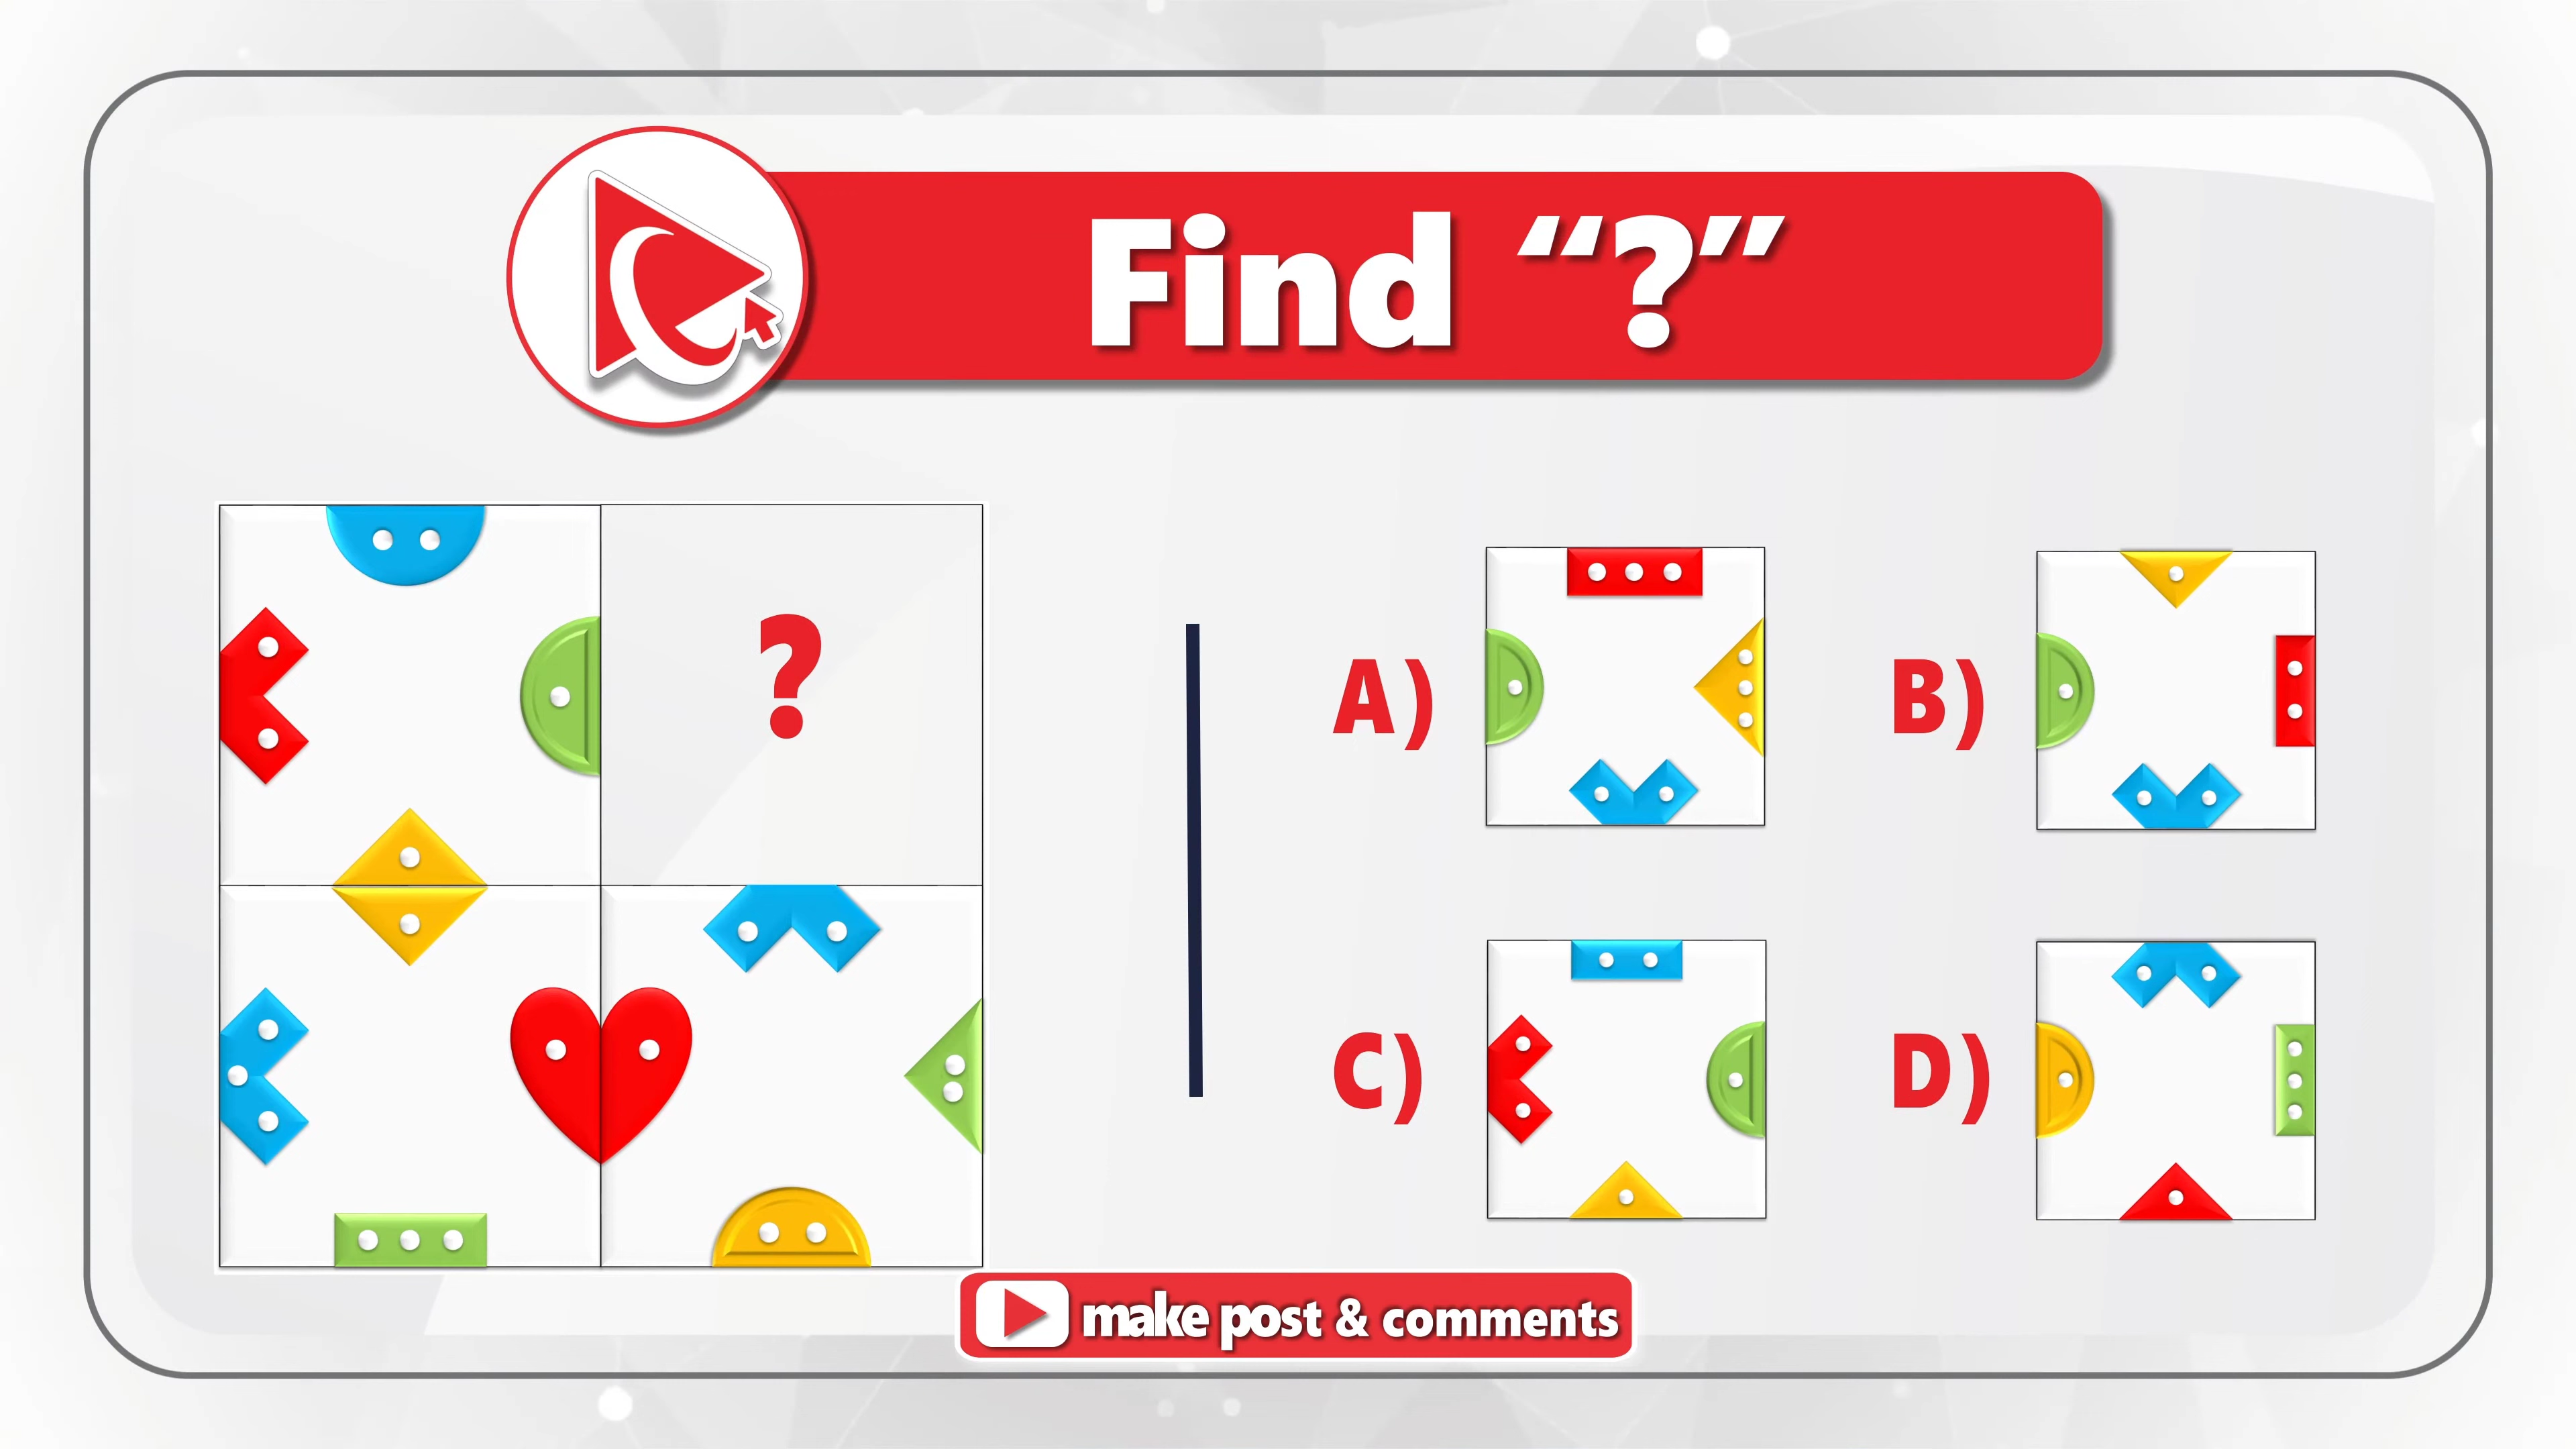 Find “?”
?
A)
B)
C)
D)
make post & comments